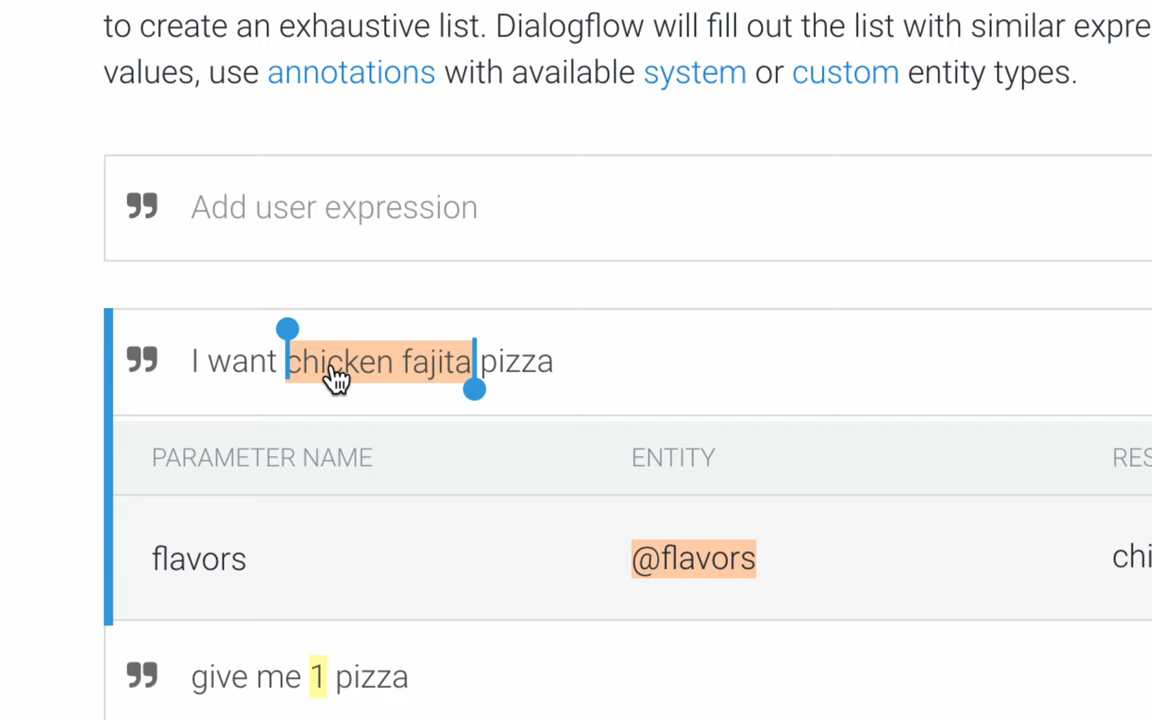 to create an exhaustive list. Dialogflow will fill out the list with similar expre
values, use annotations with available system or custom entity types.
Add user expression
I want chicken fajita pizza
PARAMETER NAME ENTITY RES
flavors @flavors chi
give me 1 pizza